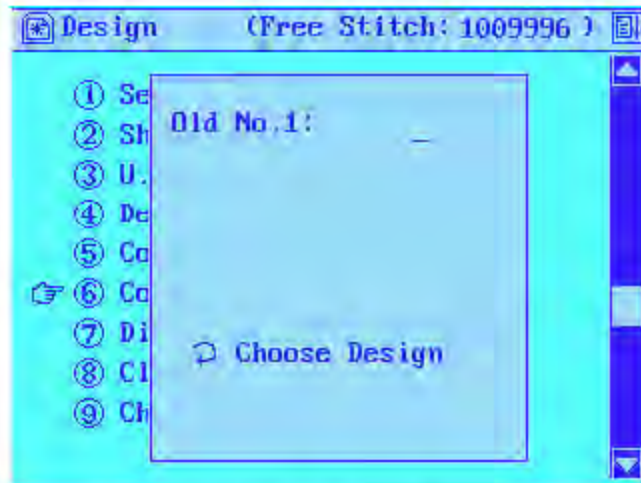 Design (Free Stitch: 1009996 )
① Se
② Sh
③ U.
④ De
⑤ Co
⑥ Co
⑦ Di
⑧ Cl
⑨ Ch
Old No.1: _
Choose Design